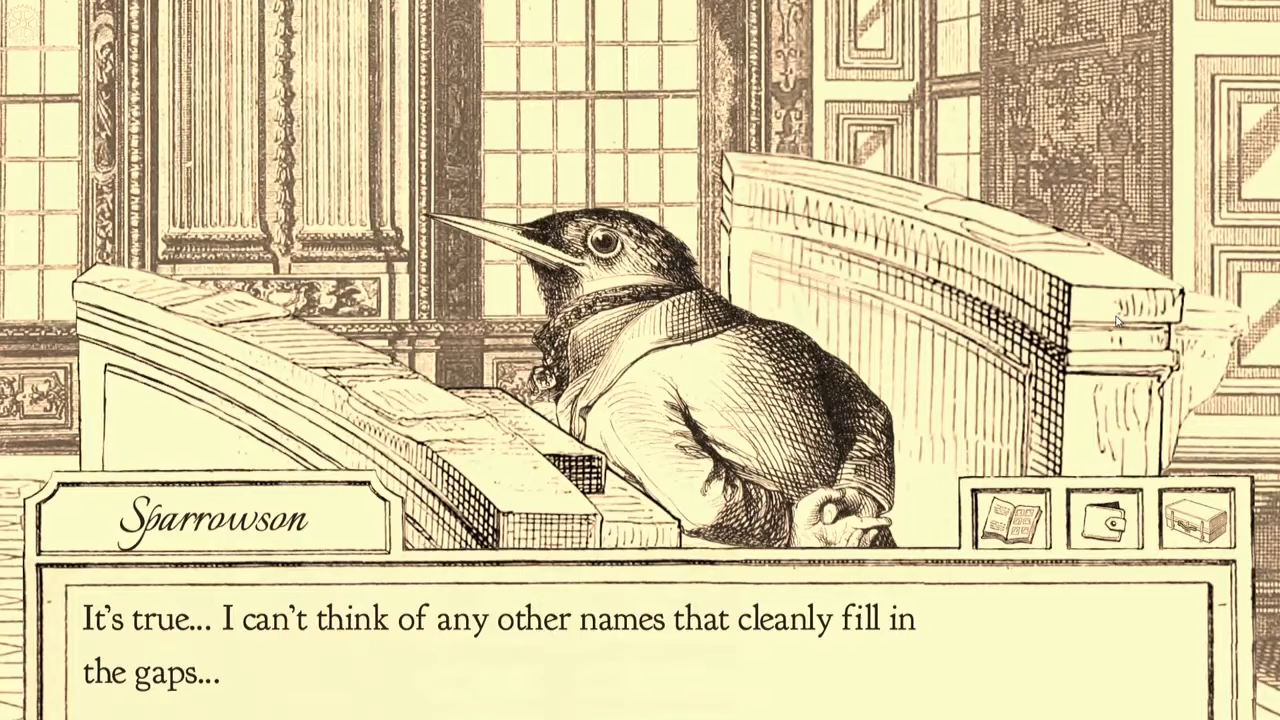 Sparrowson
It's true... I can't think of any other names that cleanly fill in
the gaps...